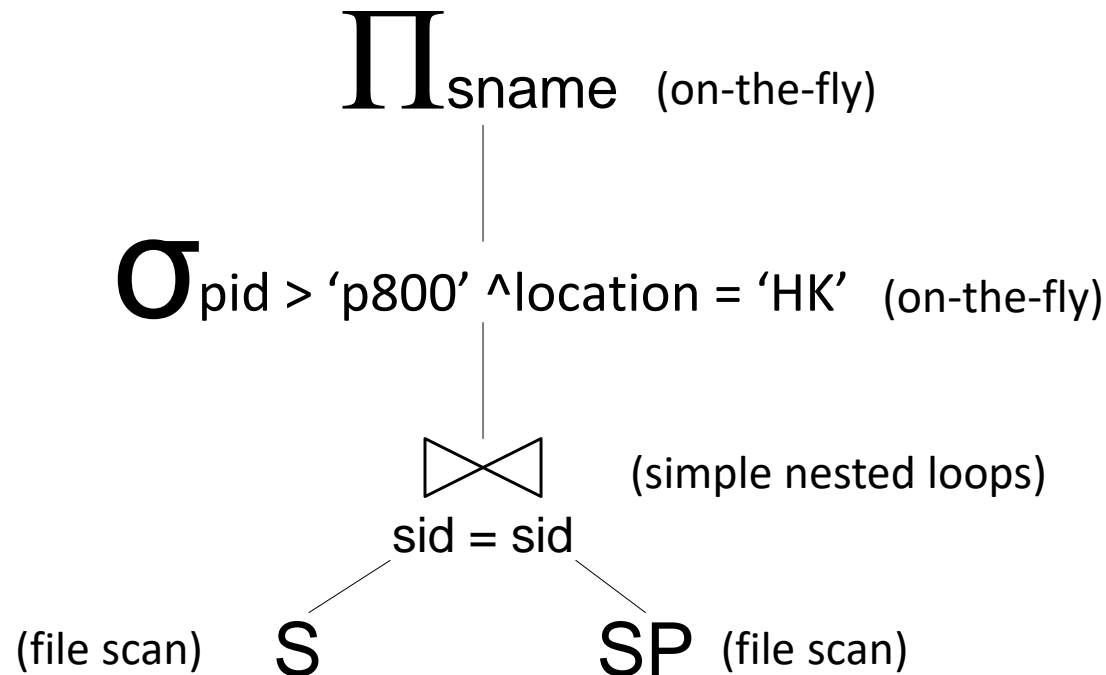 ∏sname (on-the-fly)
σpid > ‘p800’ ^location = ‘HK’ (on-the-fly)
⋈ (simple nested loops)
sid = sid
(file scan) S SP (file scan)